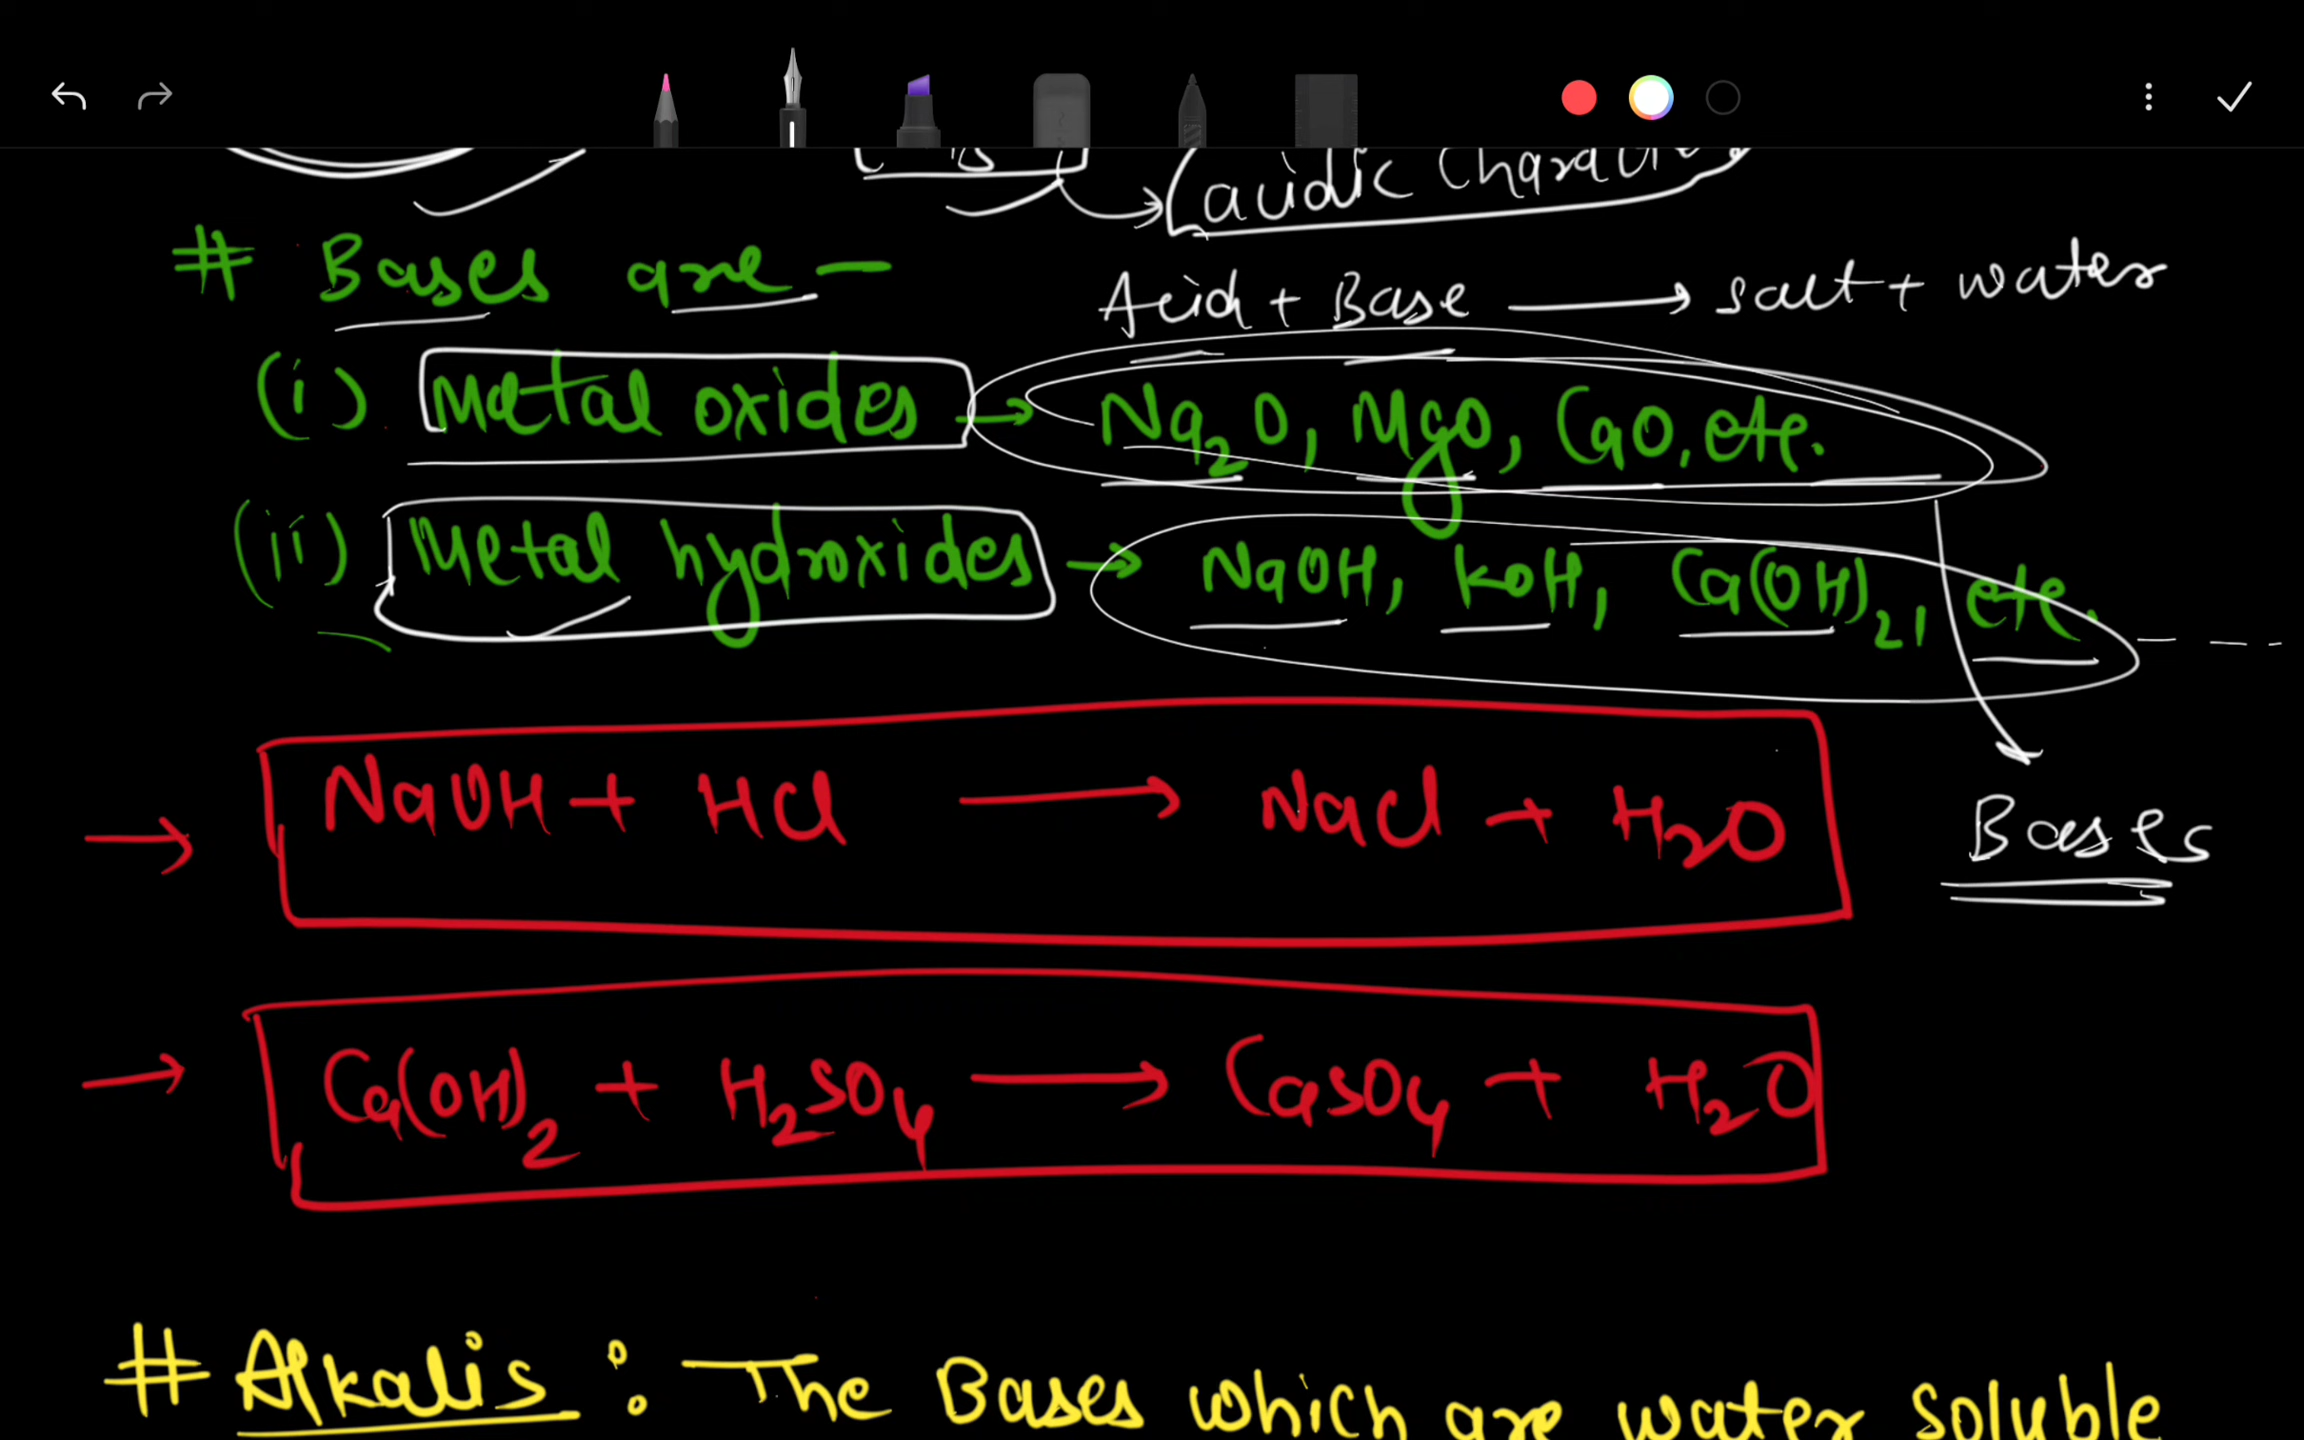 (acidic Charact
# Bases are —
Acid + Base ⟶ salt + water
(i) Metal oxides → Na₂O, MgO, CaO, etc.
(ii) Metal hydroxides → NaOH, KOH, Ca(OH)₂, etc. – – –
→ NaOH + HCl ⟶ NaCl + H₂O
Bases
→ Ca(OH)₂ + H₂SO₄ ⟶ CaSO₄ + H₂O
# Alkalis : The Bases which are water soluble